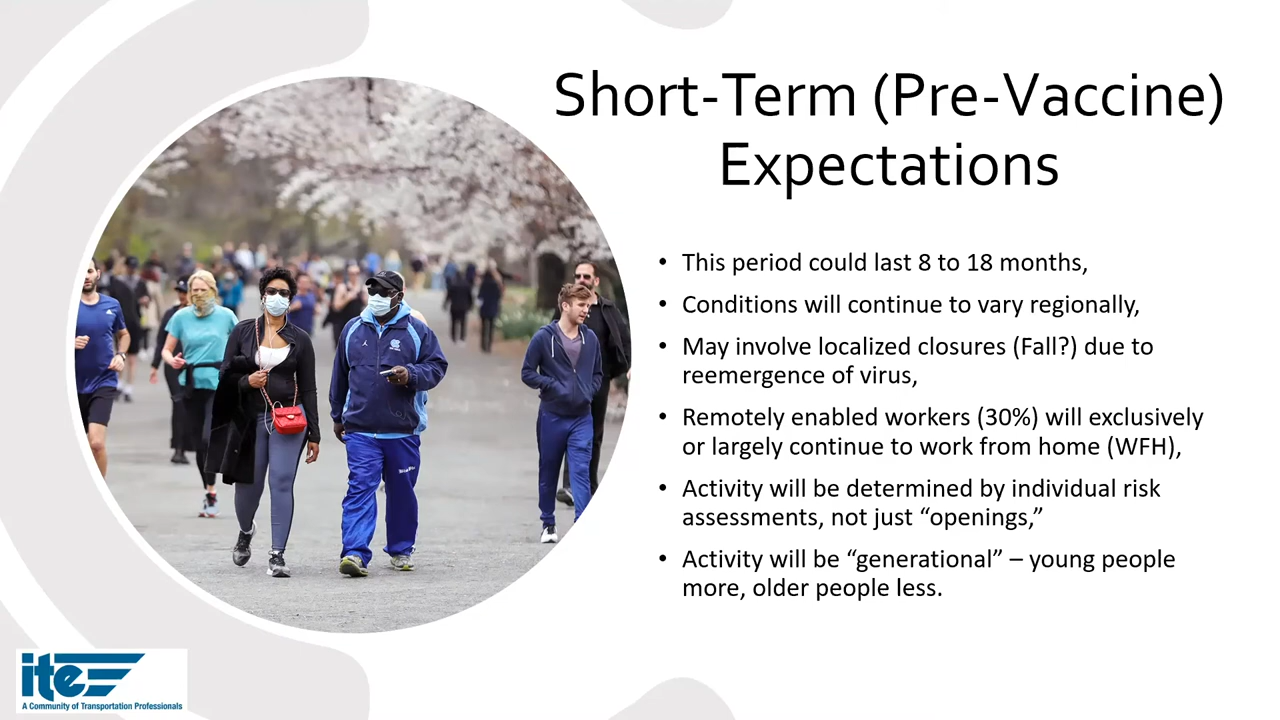 Short-Term (Pre-Vaccine)
Expectations
• This period could last 8 to 18 months,
• Conditions will continue to vary regionally,
• May involve localized closures (Fall?) due to
reemergence of virus,
• Remotely enabled workers (30%) will exclusively
or largely continue to work from home (WFH),
• Activity will be determined by individual risk
assessments, not just “openings,”
• Activity will be “generational” – young people
more, older people less.
ite
A Community of Transportation Professionals